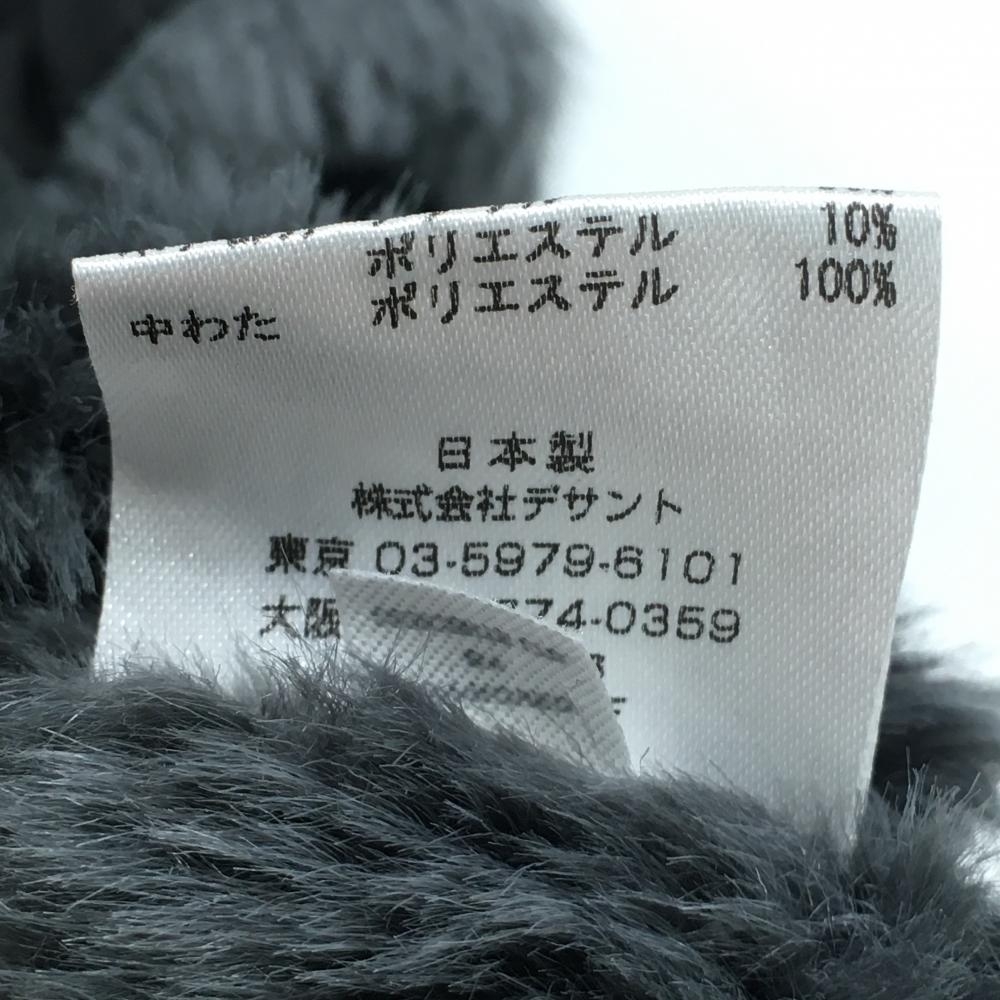 ポリエステル 10%
中わた ポリエステル 100%
日本製
株式会社デサント
東京 03-5979-6101
大阪 74-0359